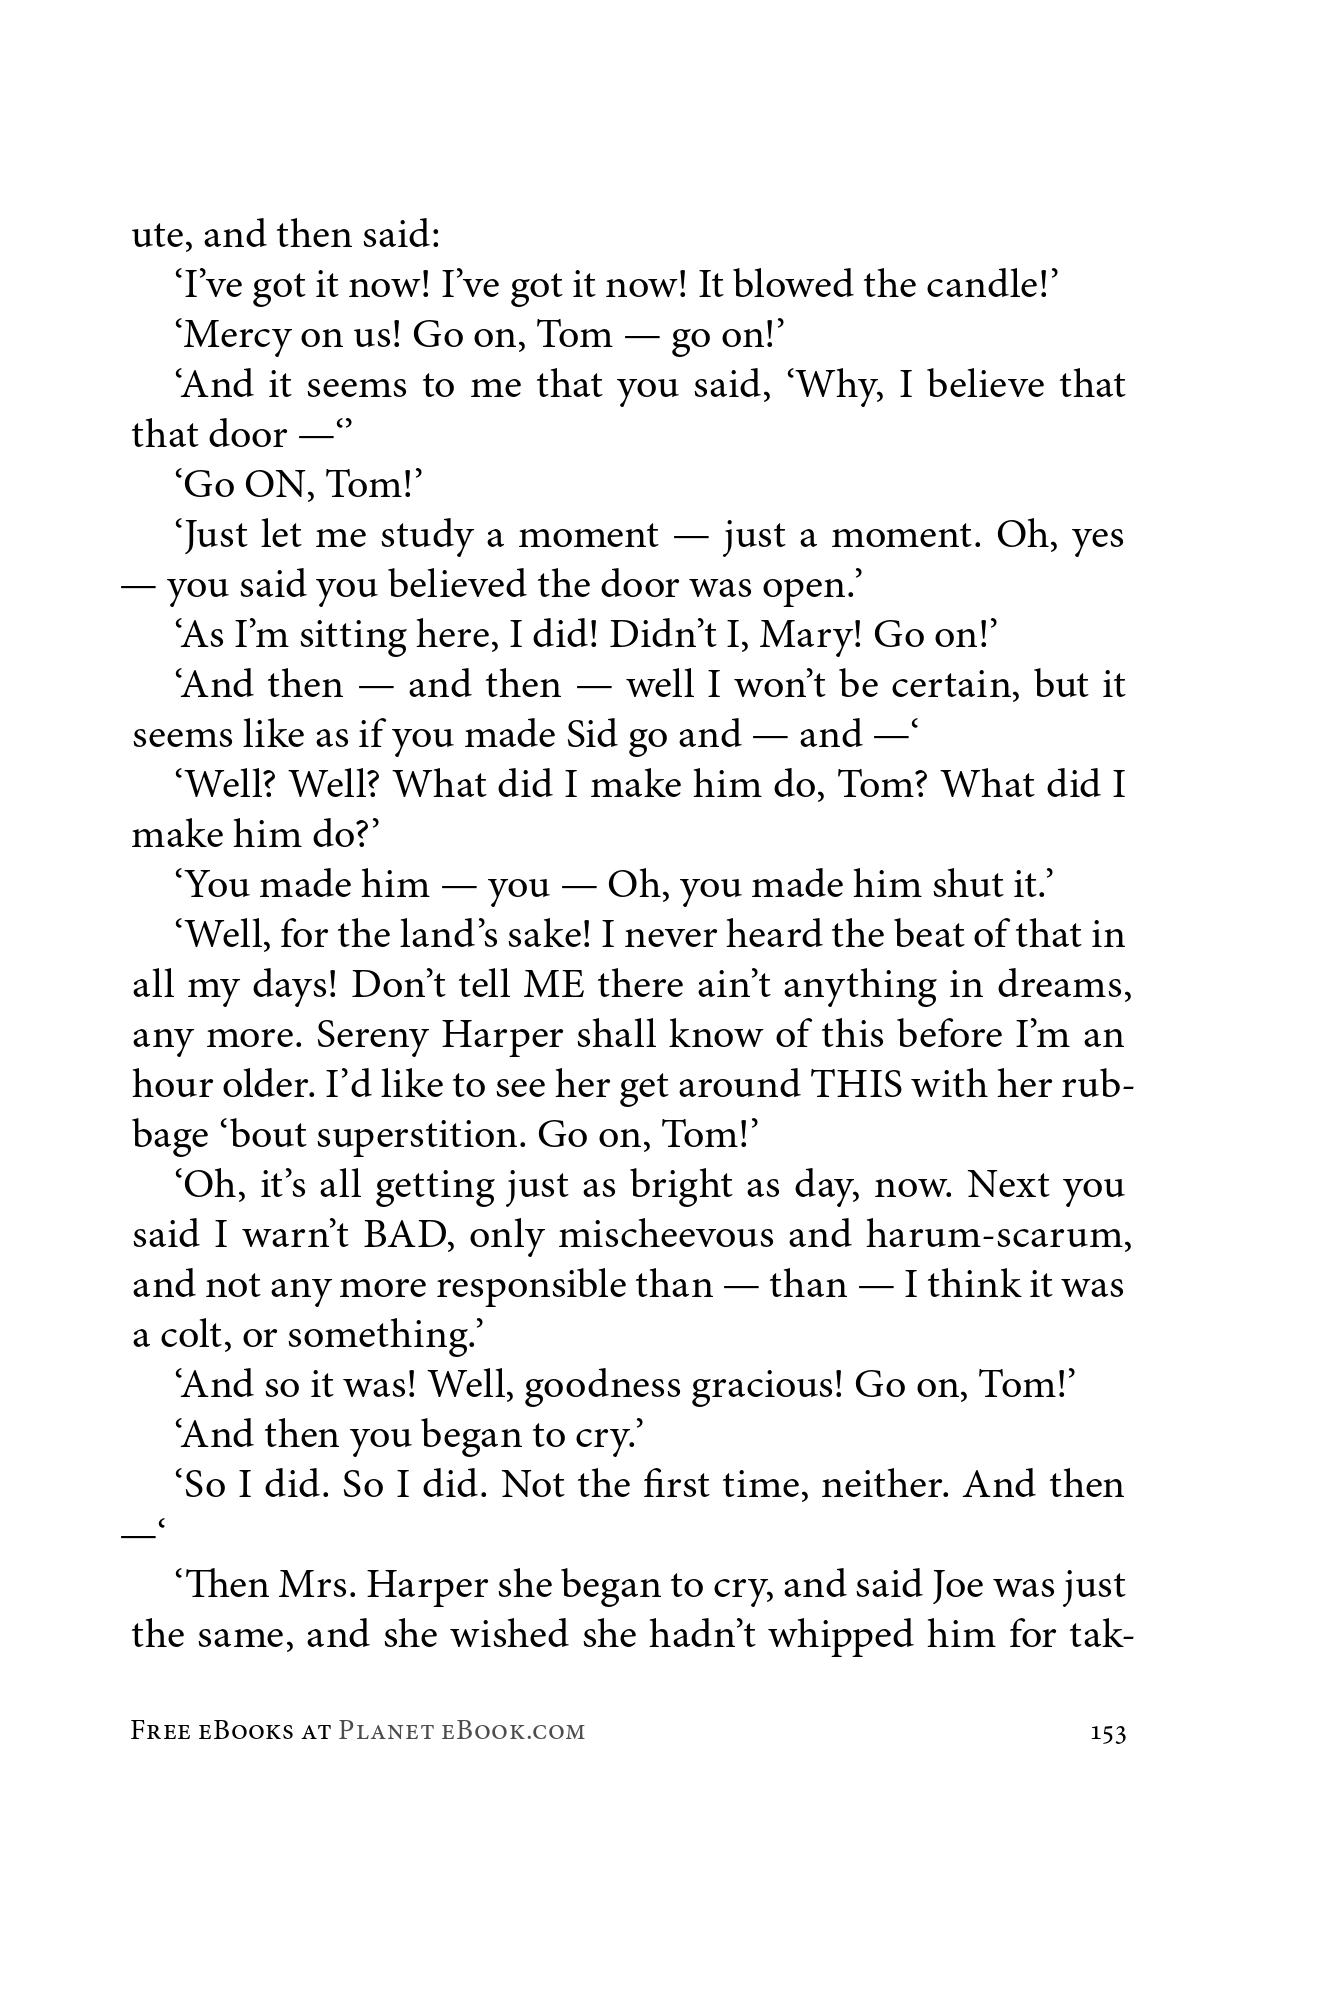 ute, and then said:
‘I’ve got it now! I’ve got it now! It blowed the candle!’
‘Mercy on us! Go on, Tom — go on!’
‘And it seems to me that you said, ‘Why, I believe that
that door —‘’
‘Go ON, Tom!’
‘Just let me study a moment — just a moment. Oh, yes
— you said you believed the door was open.’
‘As I’m sitting here, I did! Didn’t I, Mary! Go on!’
‘And then — and then — well I won’t be certain, but it
seems like as if you made Sid go and — and —‘
‘Well? Well? What did I make him do, Tom? What did I
make him do?’
‘You made him — you — Oh, you made him shut it.’
‘Well, for the land’s sake! I never heard the beat of that in
all my days! Don’t tell ME there ain’t anything in dreams,
any more. Sereny Harper shall know of this before I’m an
hour older. I’d like to see her get around THIS with her rub-
bage ‘bout superstition. Go on, Tom!’
‘Oh, it’s all getting just as bright as day, now. Next you
said I warn’t BAD, only mischeevous and harum-scarum,
and not any more responsible than — than — I think it was
a colt, or something.’
‘And so it was! Well, goodness gracious! Go on, Tom!’
‘And then you began to cry.’
‘So I did. So I did. Not the first time, neither. And then
—‘
‘Then Mrs. Harper she began to cry, and said Joe was just
the same, and she wished she hadn’t whipped him for tak-
Free eBooks at Planet eBook.com 153